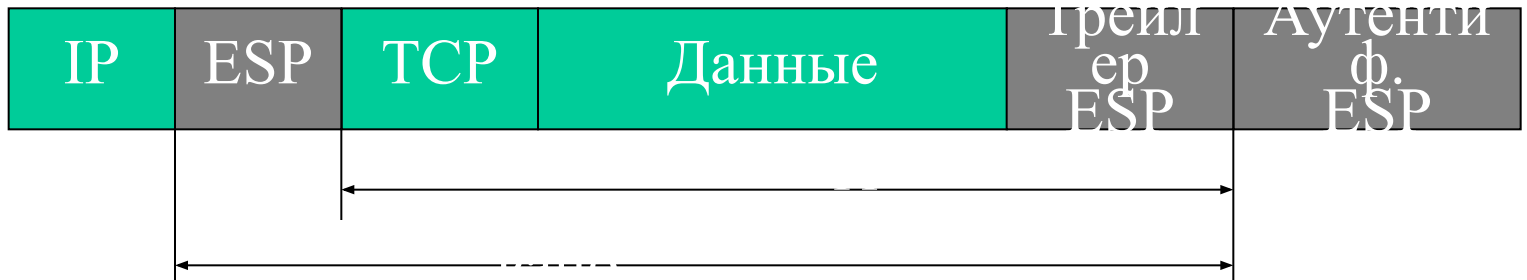 IP
ESP
TCP
Данные
Трейл
ер
ESP
Аутенти
ф.
ESP